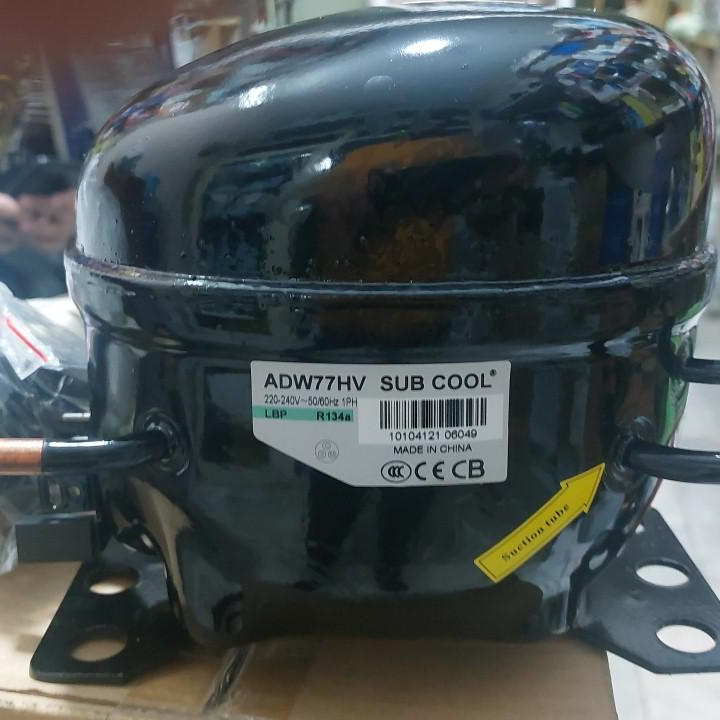 ADW77HV SUB COOL®
220-240V~50/60Hz 1PH
LBP R134a
10104121 06049
MADE IN CHINA
CCC CE CB
Suction tube